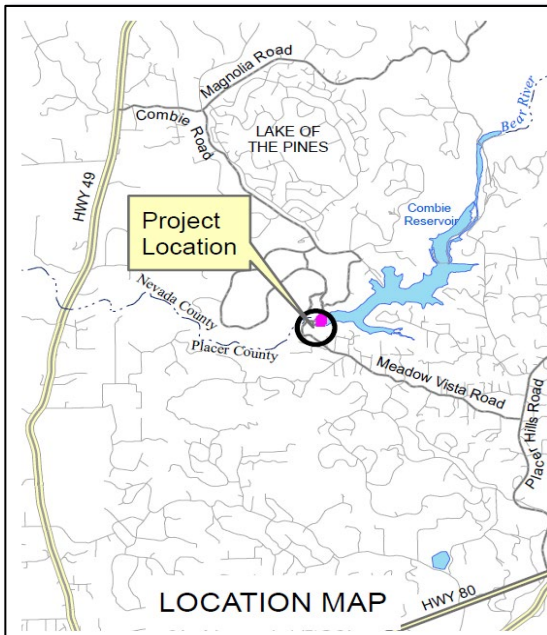 Magnolia Road
Combie
Road
LAKE OF
THE PINES
Bear River
HWY 49
Project
Location
Combie
Reservoir
Nevada County
Placer County
Meadow Vista Road
Placer Hills Road
LOCATION MAP
HWY 80